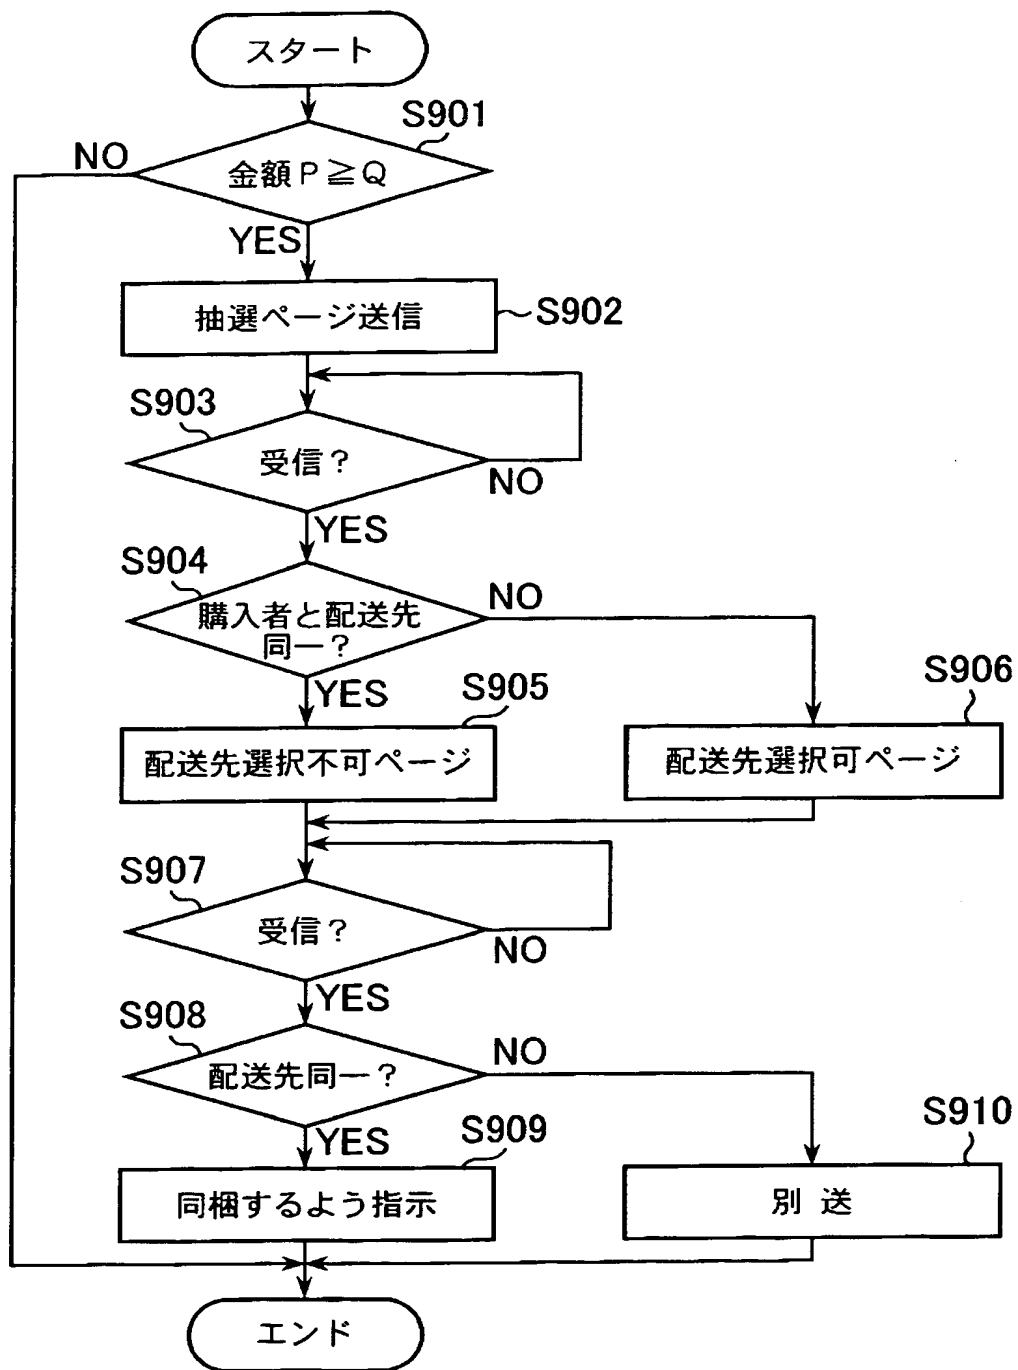 スタート
S901
NO
金額P≧Q
YES
抽選ページ送信
S902
S903
受信?
NO
YES
S904
購入者と配送先
同一?
NO
YES
S905
S906
配送先選択不可ページ
配送先選択可ページ
S907
受信?
NO
YES
S908
配送先同一?
NO
YES
S909
S910
同梱するよう指示
別 送
エンド